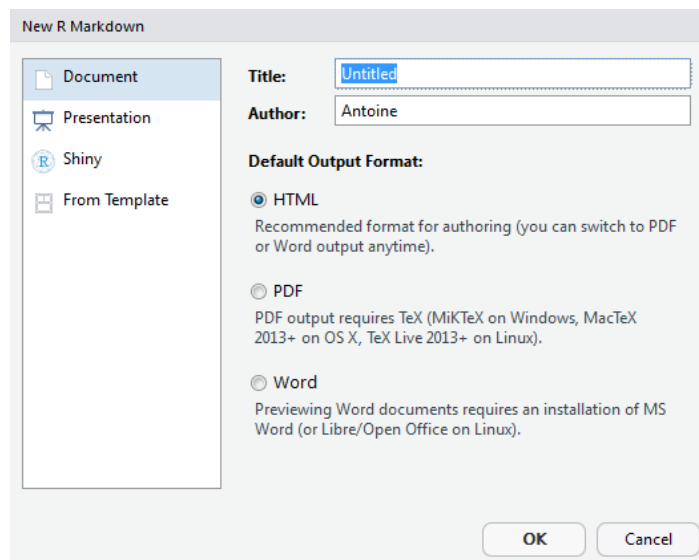 New R Markdown
Document
Presentation
R Shiny
From Template
Title: Untitled
Author: Antoine
Default Output Format:
HTML
Recommended format for authoring (you can switch to PDF
or Word output anytime).
PDF
PDF output requires TeX (MiKTeX on Windows, MacTeX
2013+ on OS X, TeX Live 2013+ on Linux).
Word
Previewing Word documents requires an installation of MS
Word (or Libre/Open Office on Linux).
OK Cancel